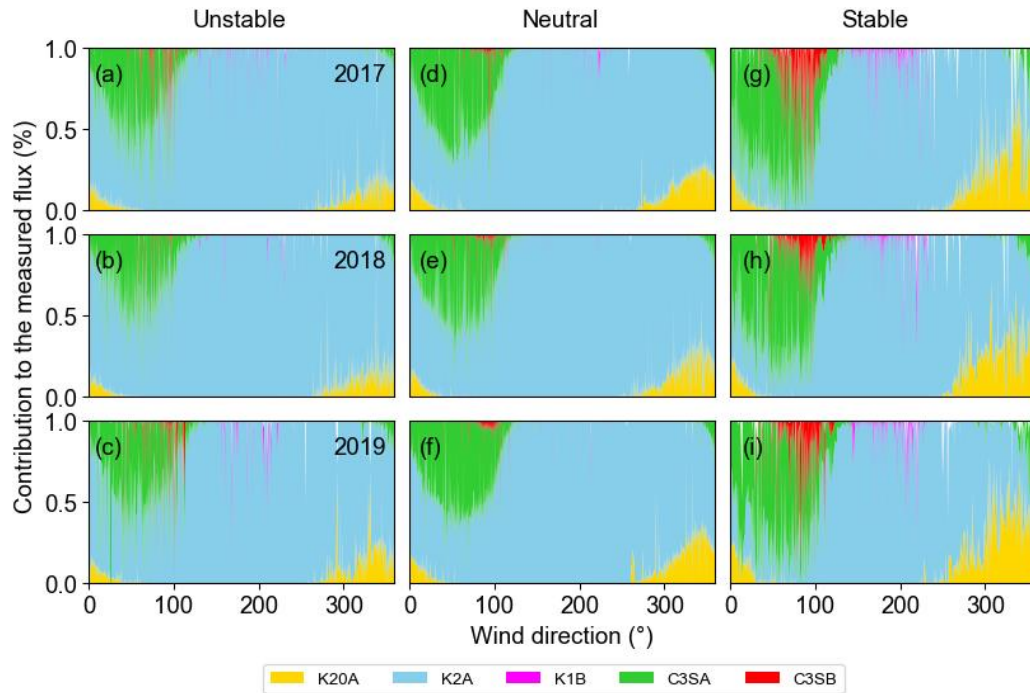 Unstable Neutral Stable
Contribution to the measured flux (%)
1.0 (a) 2017 (d) (g)
0.5
0.0
1.0 (b) 2018 (e) (h)
0.5
0.0
1.0 (c) 2019 (f) (i)
0.5
0.0
0 100 200 300 0 100 200 300 0 100 200 300
Wind direction (°)
K20A K2A K1B C3SA C3SB